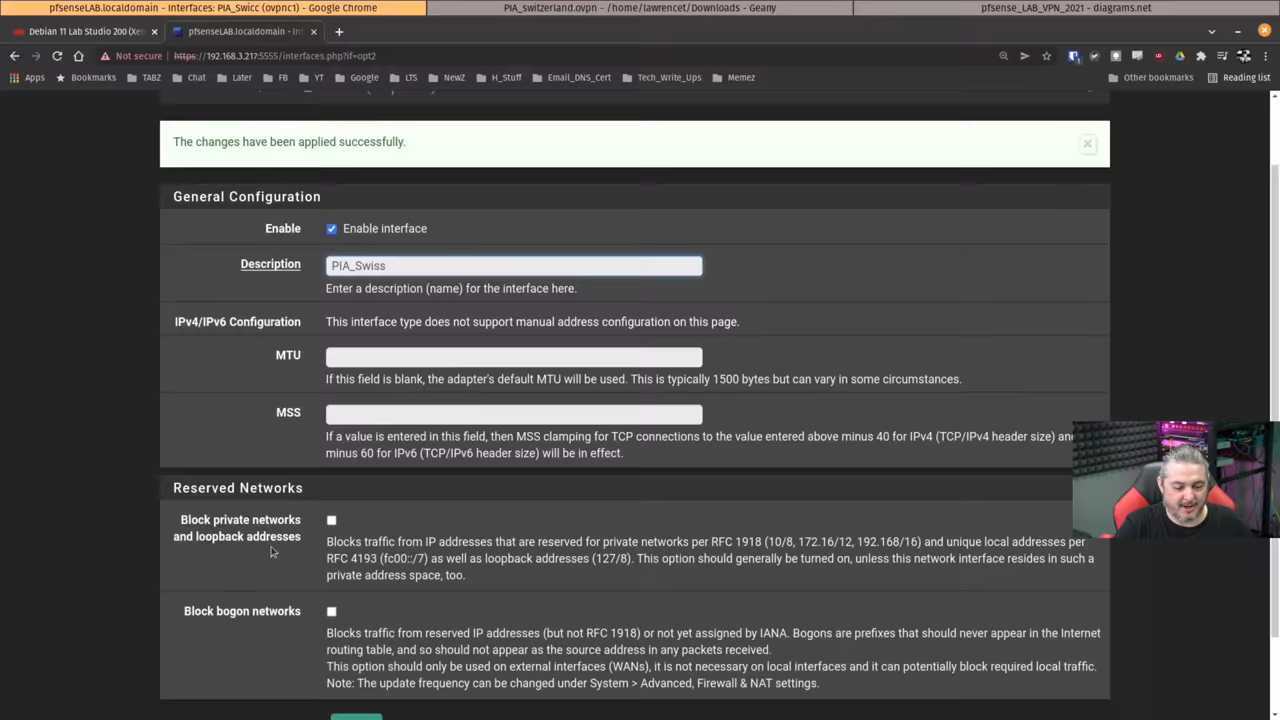 pfsenseLAB.localdomain - Interfaces: PIA_Swicc (ovpnc1) - Google Chrome
PIA_switzerland.ovpn - /home/lawrencet/Downloads - Geany
pfsense_LAB_VPN_2021 - diagrams.net
Debian 11 Lab Studio 200 (Xen
pfsenseLAB.localdomain - Int
Not secure
https://192.168.3.217:5555/interfaces.php?if=opt2
Apps
Bookmarks
TABZ
Chat
Later
FB
YT
Google
LTS
NewZ
H_Stuff
Email_DNS_Cert
Tech_Write_Ups
Memez
Other bookmarks
Reading list
The changes have been applied successfully.
General Configuration
Enable
Enable interface
Description
PIA_Swiss
Enter a description (name) for the interface here.
IPv4/IPv6 Configuration
This interface type does not support manual address configuration on this page.
MTU
If this field is blank, the adapter's default MTU will be used. This is typically 1500 bytes but can vary in some circumstances.
MSS
If a value is entered in this field, then MSS clamping for TCP connections to the value entered above minus 40 for IPv4 (TCP/IPv4 header size) and
minus 60 for IPv6 (TCP/IPv6 header size) will be in effect.
Reserved Networks
Block private networks
and loopback addresses
Blocks traffic from IP addresses that are reserved for private networks per RFC 1918 (10/8, 172.16/12, 192.168/16) and unique local addresses per
RFC 4193 (fc00::/7) as well as loopback addresses (127/8). This option should generally be turned on, unless this network interface resides in such a
private address space, too.
Block bogon networks
Blocks traffic from reserved IP addresses (but not RFC 1918) or not yet assigned by IANA. Bogons are prefixes that should never appear in the Internet
routing table, and so should not appear as the source address in any packets received.
This option should only be used on external interfaces (WANs), it is not necessary on local interfaces and it can potentially block required local traffic.
Note: The update frequency can be changed under System > Advanced, Firewall & NAT settings.